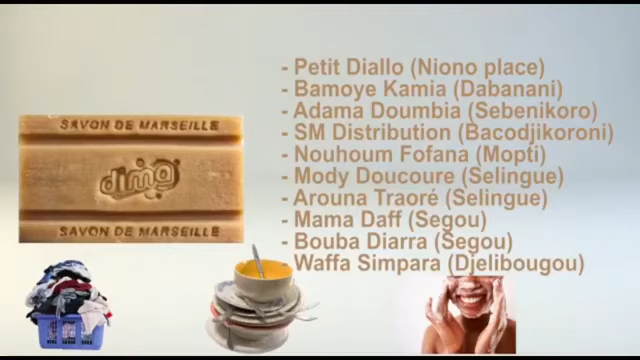 - Petit Diallo (Niono place)
- Bamoye Kamia (Dabanani)
- Adama Doumbia (Sebenikoro)
- SM Distribution (Bacodjikoroni)
- Nouhoum Fofana (Mopti)
- Mody Doucoure (Selingue)
- Arouna Traoré (Selingue)
- Mama Daff (Segou)
- Bouba Diarra (Segou)
- Waffa Simpara (Djelibougou)
SAVON DE MARSEILLE
dima
SAVON DE MARSEILLE